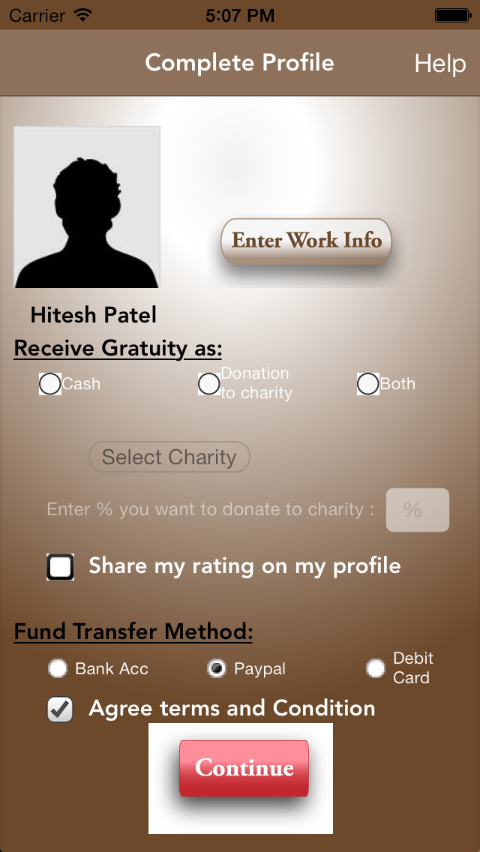 Carrier 5:07 PM
Complete Profile Help
Enter Work Info
Hitesh Patel
Receive Gratuity as:
Cash Donation to charity Both
Select Charity
Enter % you want to donate to charity : %
Share my rating on my profile
Fund Transfer Method:
Bank Acc Paypal Debit Card
Agree terms and Condition
Continue